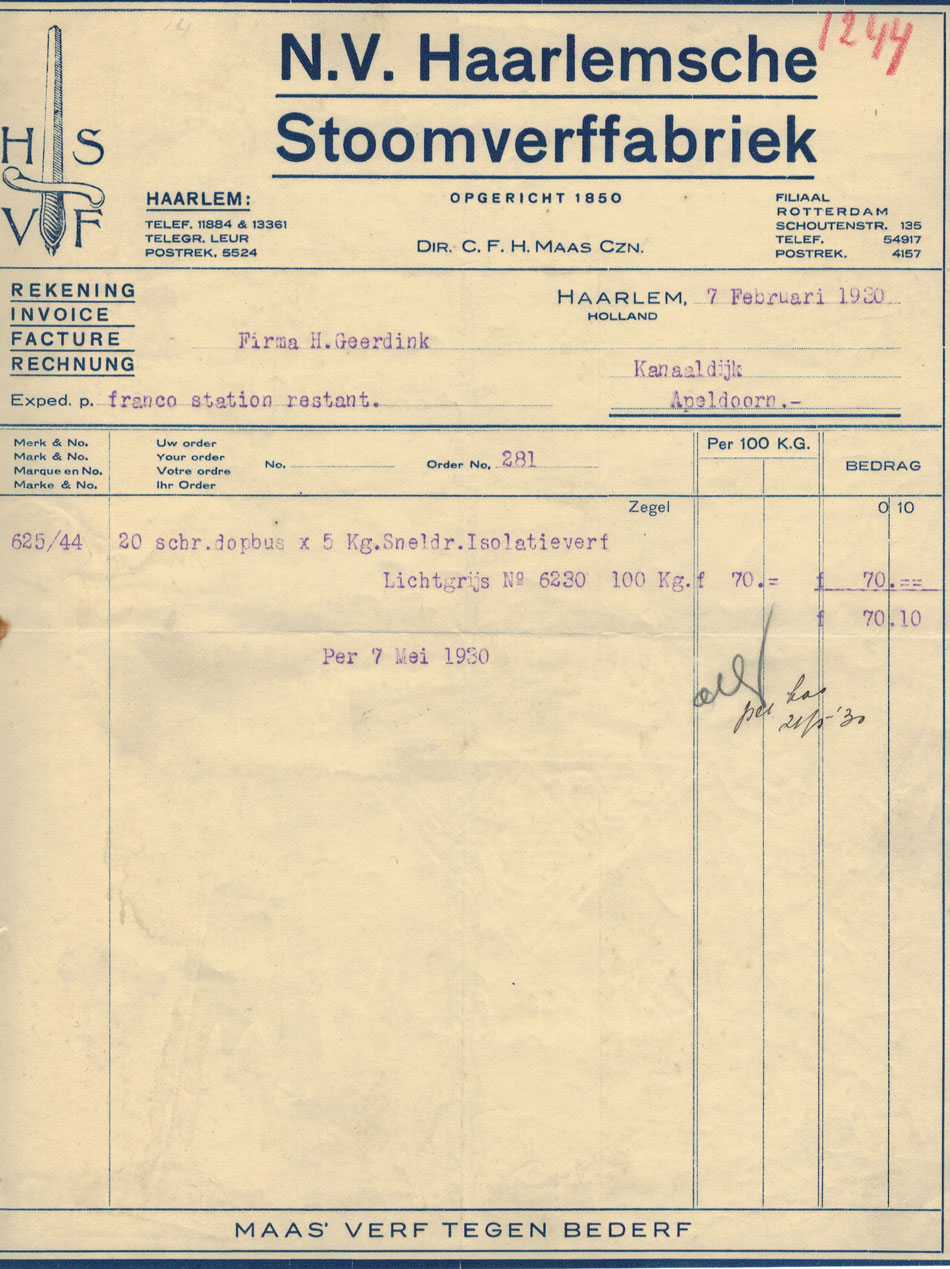 1244
N.V. Haarlemsche
Stoomverffabriek
H S
V F
HAARLEM:
TELEF. 11884 & 13361
TELEGR. LEUR
POSTREK. 5524
OPGERICHT 1850
DIR. C. F. H. MAAS CZN.
FILIAAL
ROTTERDAM
SCHOUTENSTR. 135
TELEF. 54917
POSTREK. 4157
REKENING
INVOICE
FACTURE
RECHNUNG
HAARLEM, 7 Februari 1930
HOLLAND
Firma H.Geerdink
Kanaaldijk
Apeldoorn.-
Exped. p. franco station restant.
Merk & No.
Mark & No.
Marque en No.
Marke & No.
Uw order
Your order
Votre ordre
Ihr Order
No.
Order No. 281
Per 100 K.G.
BEDRAG
Zegel 0 10
625/44 20 schr.dopbus x 5 Kg.Sneldr.Isolatieverf
Lichtgrijs Nº 6230 100 Kg. f 70.= f 70.==
f 70.10
Per 7 Mei 1930
per kas
21/5-'30
MAAS' VERF TEGEN BEDERF